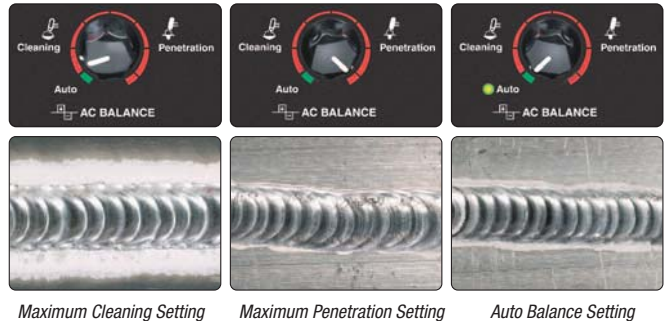 Cleaning Penetration
Auto
AC BALANCE
Cleaning Penetration
Auto
AC BALANCE
Cleaning Penetration
Auto
AC BALANCE
Maximum Cleaning Setting
Maximum Penetration Setting
Auto Balance Setting